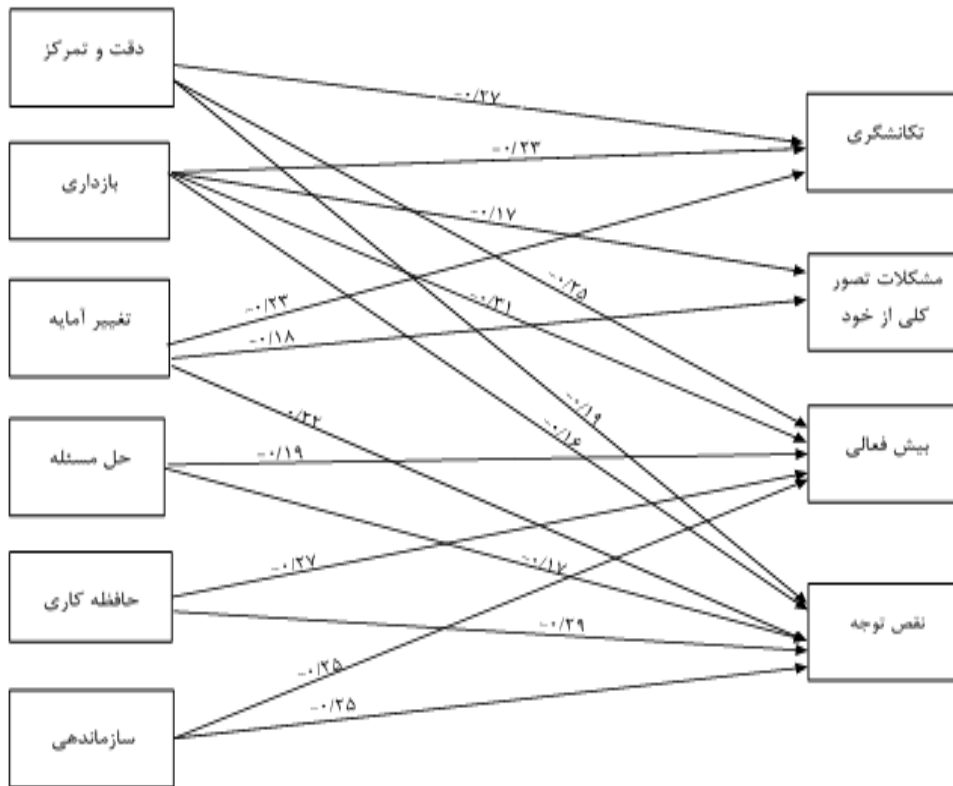 دقت و تمرکز
بازداری
تغییر آمایه
حل مسئله
حافظه کاری
سازماندهی
تکانشگری
مشکلات تصور
کلی از خود
بیش فعالی
نقص توجه
-۰/۲۷
-۰/۲۳
-۰/۱۷
-۰/۲۵
-۰/۳۱
-۰/۲۳
-۰/۱۸
-۰/۱۹
-۰/۱۶
۰/۲۲
-۰/۱۹
-۰/۱۷
-۰/۲۷
-۰/۲۹
-۰/۲۵
-۰/۲۵